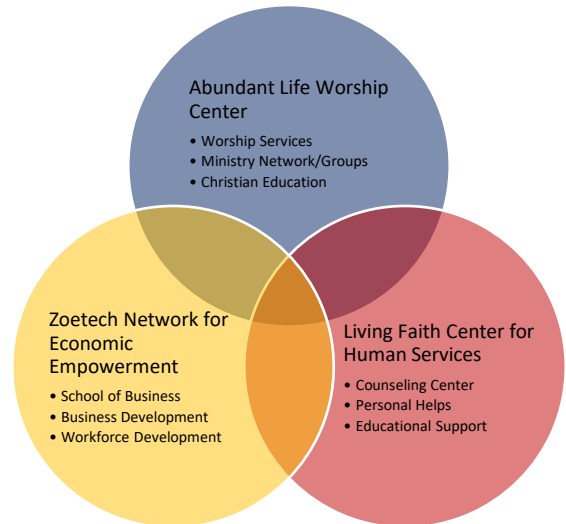 Abundant Life Worship
Center
• Worship Services
• Ministry Network/Groups
• Christian Education
Zoetech Network for
Economic
Empowerment
• School of Business
• Business Development
• Workforce Development
Living Faith Center for
Human Services
• Counseling Center
• Personal Helps
• Educational Support